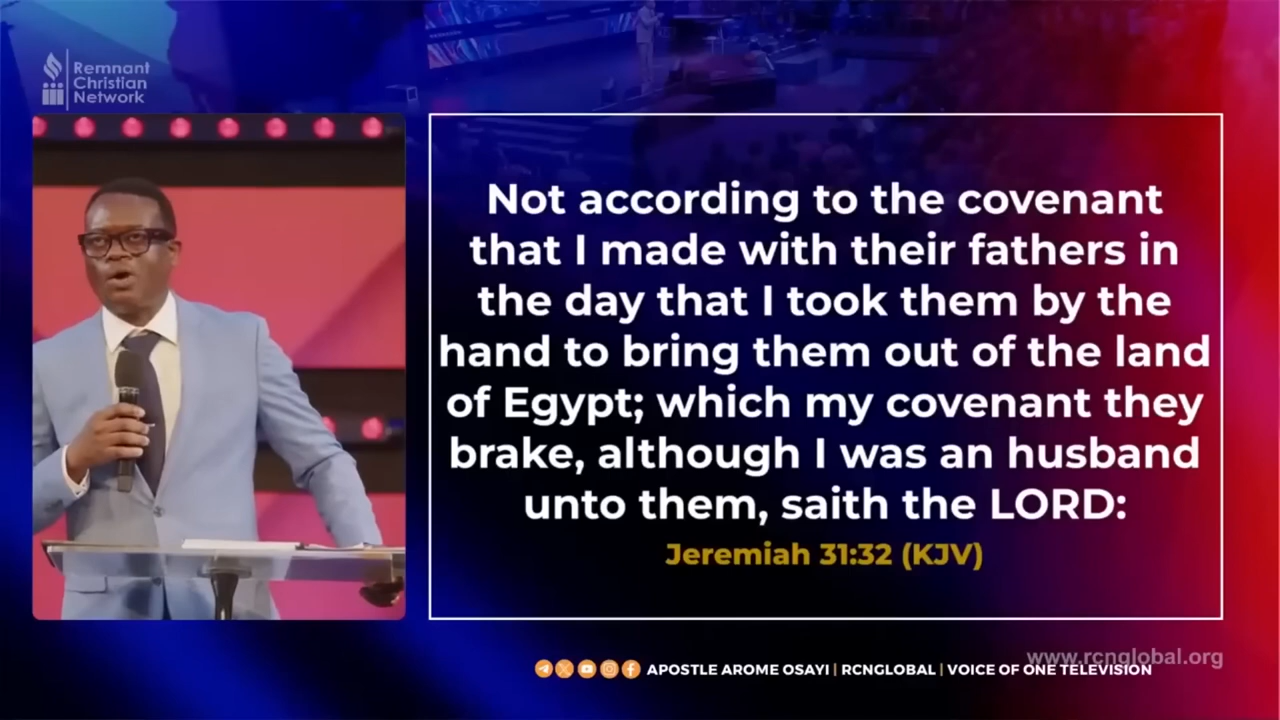 Remnant
Christian
Network
Not according to the covenant
that I made with their fathers in
the day that I took them by the
hand to bring them out of the land
of Egypt; which my covenant they
brake, although I was an husband
unto them, saith the LORD:
Jeremiah 31:32 (KJV)
www.rcnglobal.org
APOSTLE AROME OSAYI | RCNGLOBAL | VOICE OF ONE TELEVISION